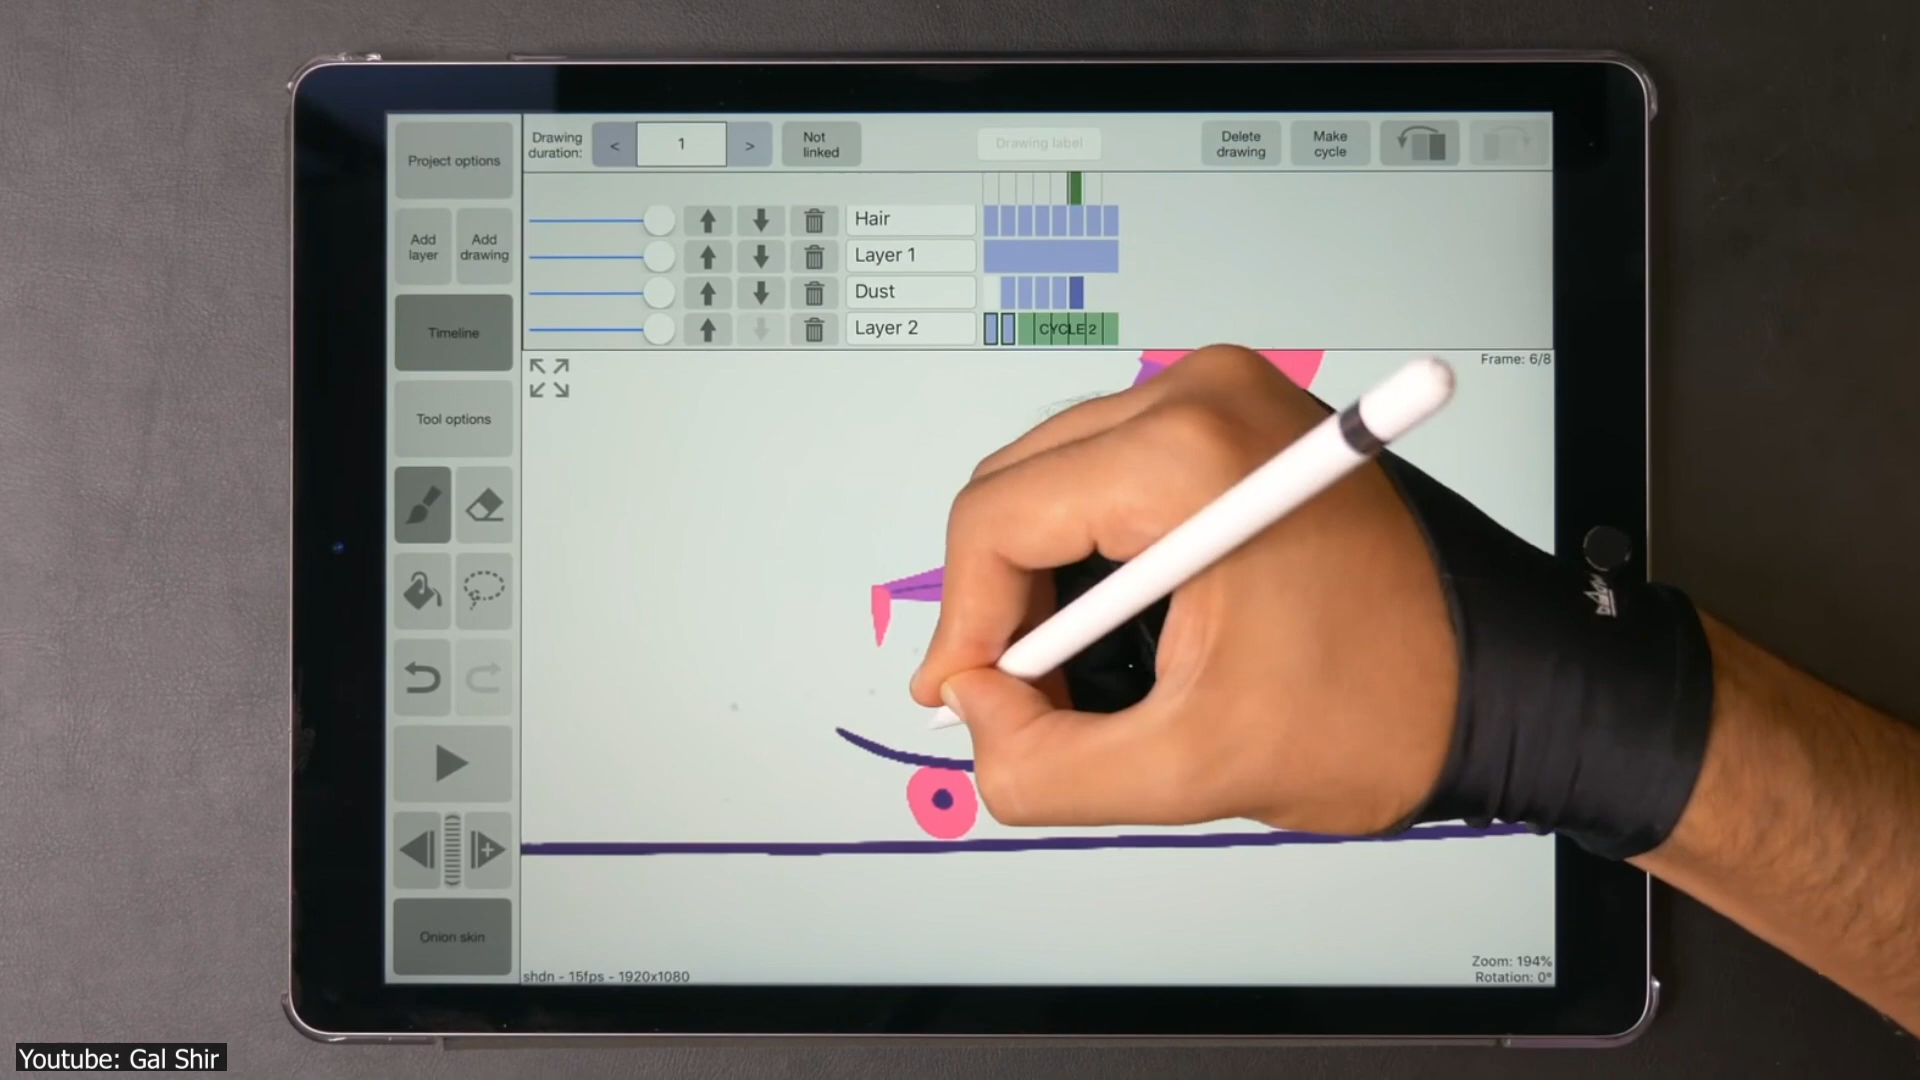 Project options
Drawing
duration:
<
1
>
Not
linked
Drawing label
Delete
drawing
Make
cycle
Add
layer
Add
drawing
Hair
Layer 1
Dust
Layer 2
CYCLE 2
Timeline
Frame: 6/8
Tool options
Onion skin
shdn - 15fps - 1920x1080
Zoom: 194%
Rotation: 0°
Youtube: Gal Shir